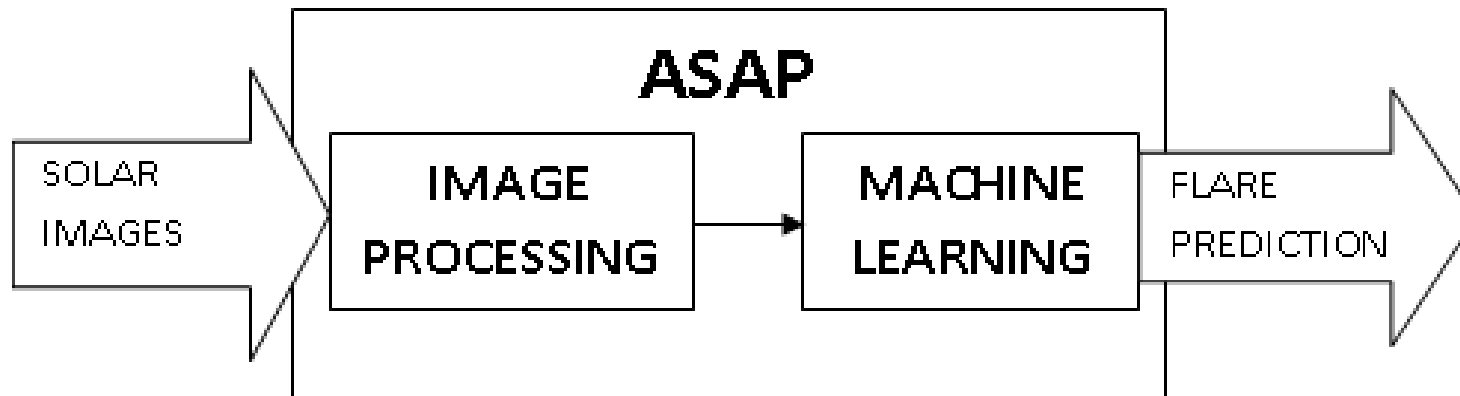 ASAP
SOLAR
IMAGES
IMAGE
PROCESSING
MACHINE
LEARNING
FLARE
PREDICTION